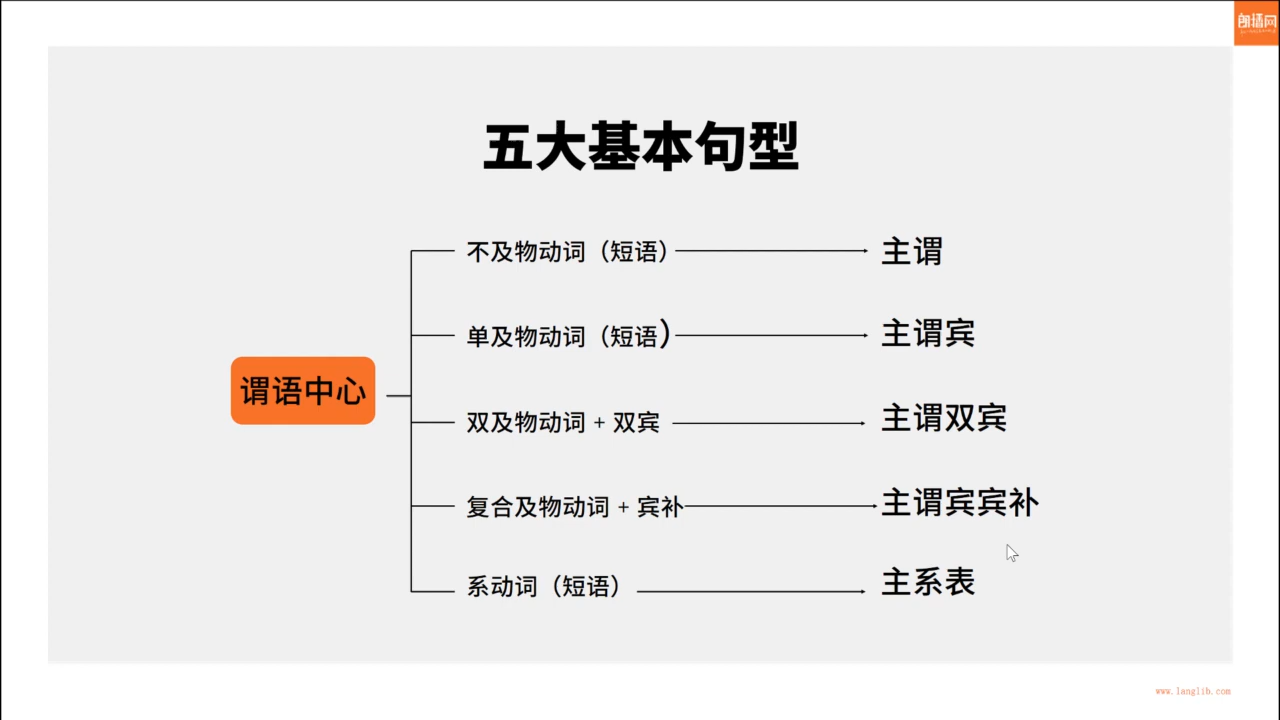 朗播网
五大基本句型
不及物动词（短语） 主谓
单及物动词（短语） 主谓宾
谓语中心
双及物动词 + 双宾 主谓双宾
复合及物动词 + 宾补 主谓宾宾补
系动词（短语） 主系表
www.langlib.com